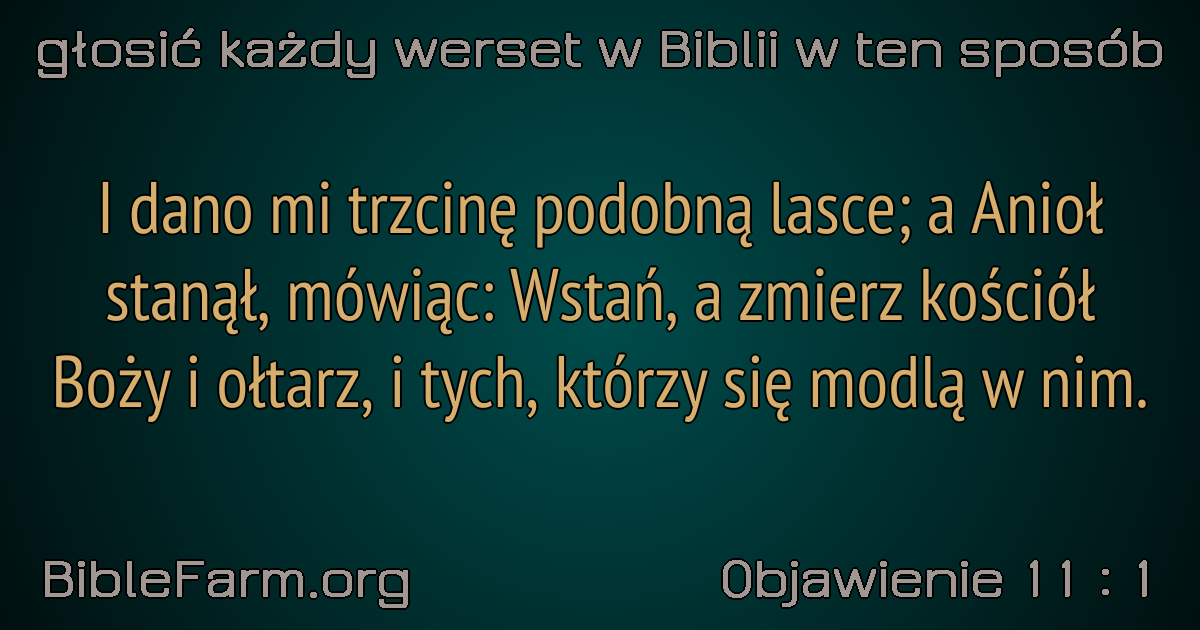 głosić każdy werset w Biblii w ten sposób
I dano mi trzcinę podobną lasce; a Anioł
stanął, mówiąc: Wstań, a zmierz kościół
Boży i ołtarz, i tych, którzy się modlą w nim.
BibleFarm.org
Objawienie 11 : 1